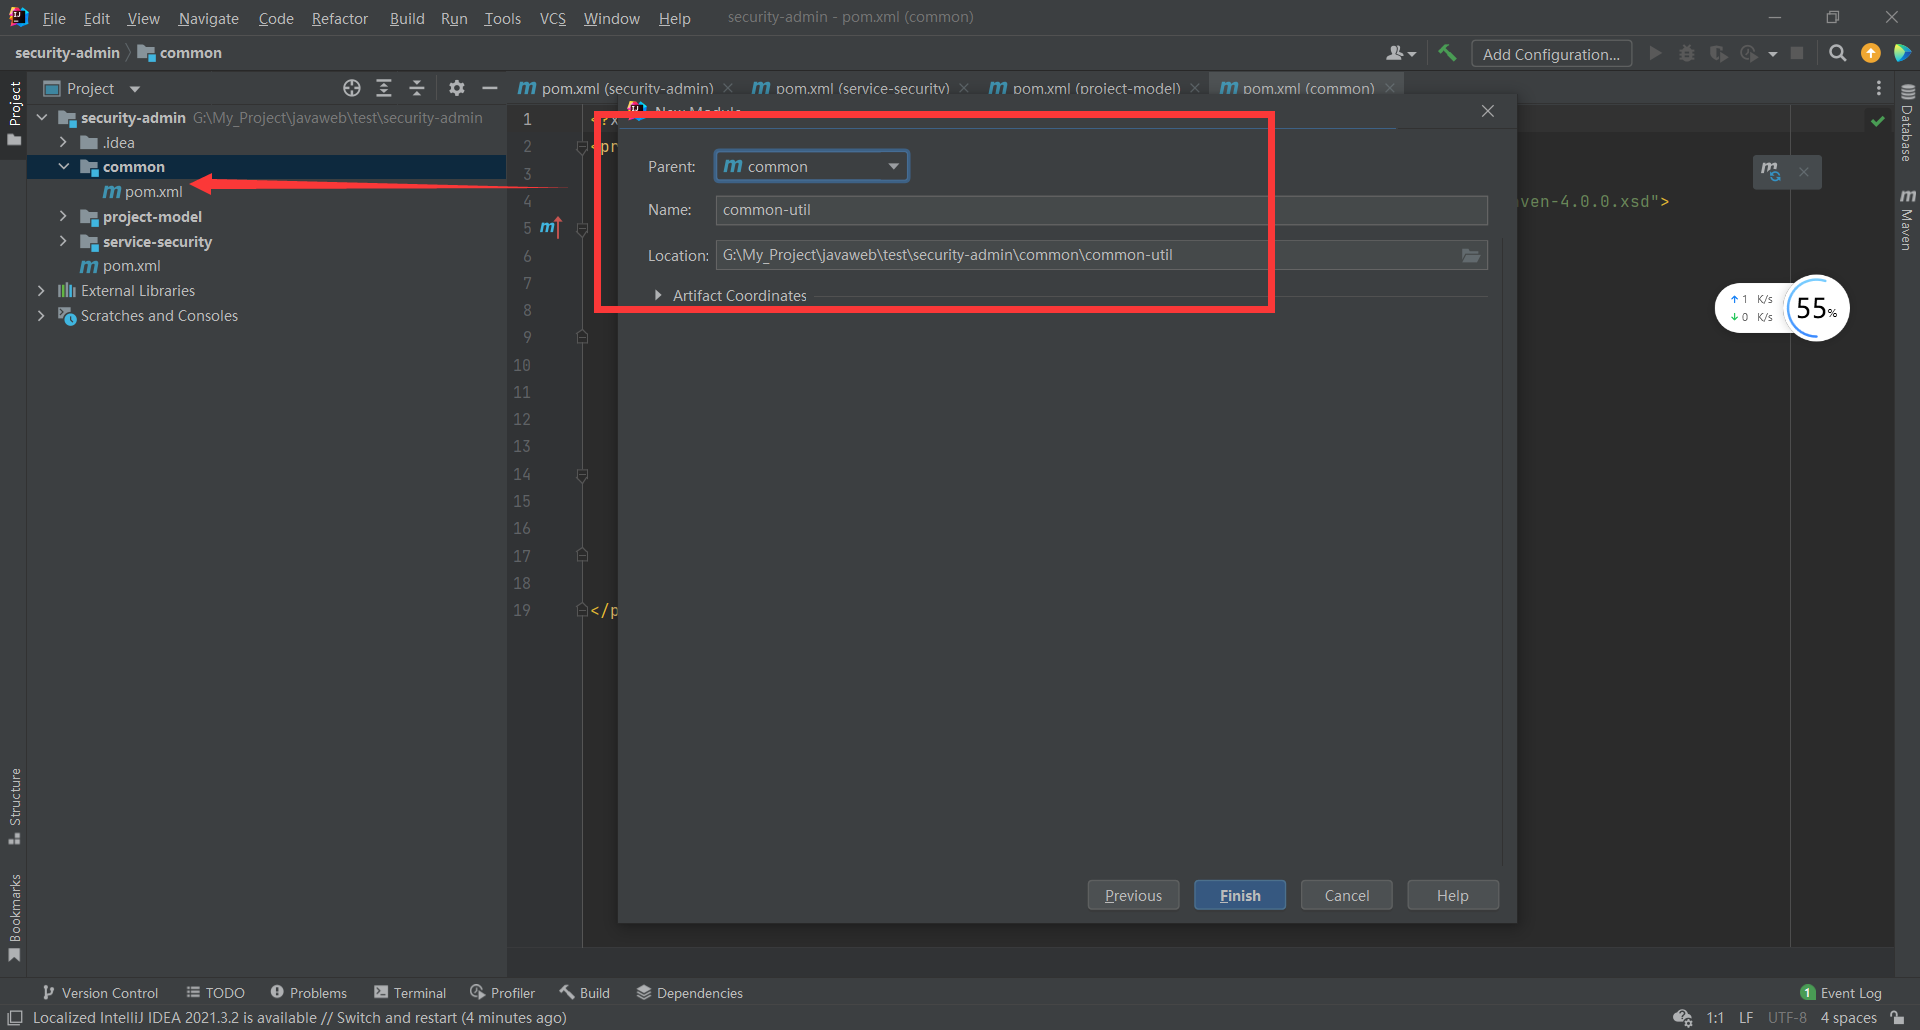 File Edit View Navigate Code Refactor Build Run Tools VCS Window Help security-admin - pom.xml (common)
security-admin common Add Configuration...
Project pom.xml (security-admin) pom.xml (service-security) pom.xml (project-model) pom.xml (common)
New Module
security-admin G:\My_Project\javaweb\test\security-admin
.idea
common
pom.xml
project-model
service-security
pom.xml
External Libraries
Scratches and Consoles
Project
Structure
Bookmarks
1
2
3
4
5
6
7
8
9
10
11
12
13
14
15
16
17
18
19
<?x
<pr
ven-4.0.0.xsd">
</p
Parent: common
Name: common-util
Location: G:\My_Project\javaweb\test\security-admin\common\common-util
Artifact Coordinates
Previous Finish Cancel Help
Database
Maven
1 K/s
0 K/s
55%
Version Control TODO Problems Terminal Profiler Build Dependencies 1 Event Log
Localized IntelliJ IDEA 2021.3.2 is available // Switch and restart (4 minutes ago) 1:1 LF UTF-8 4 spaces